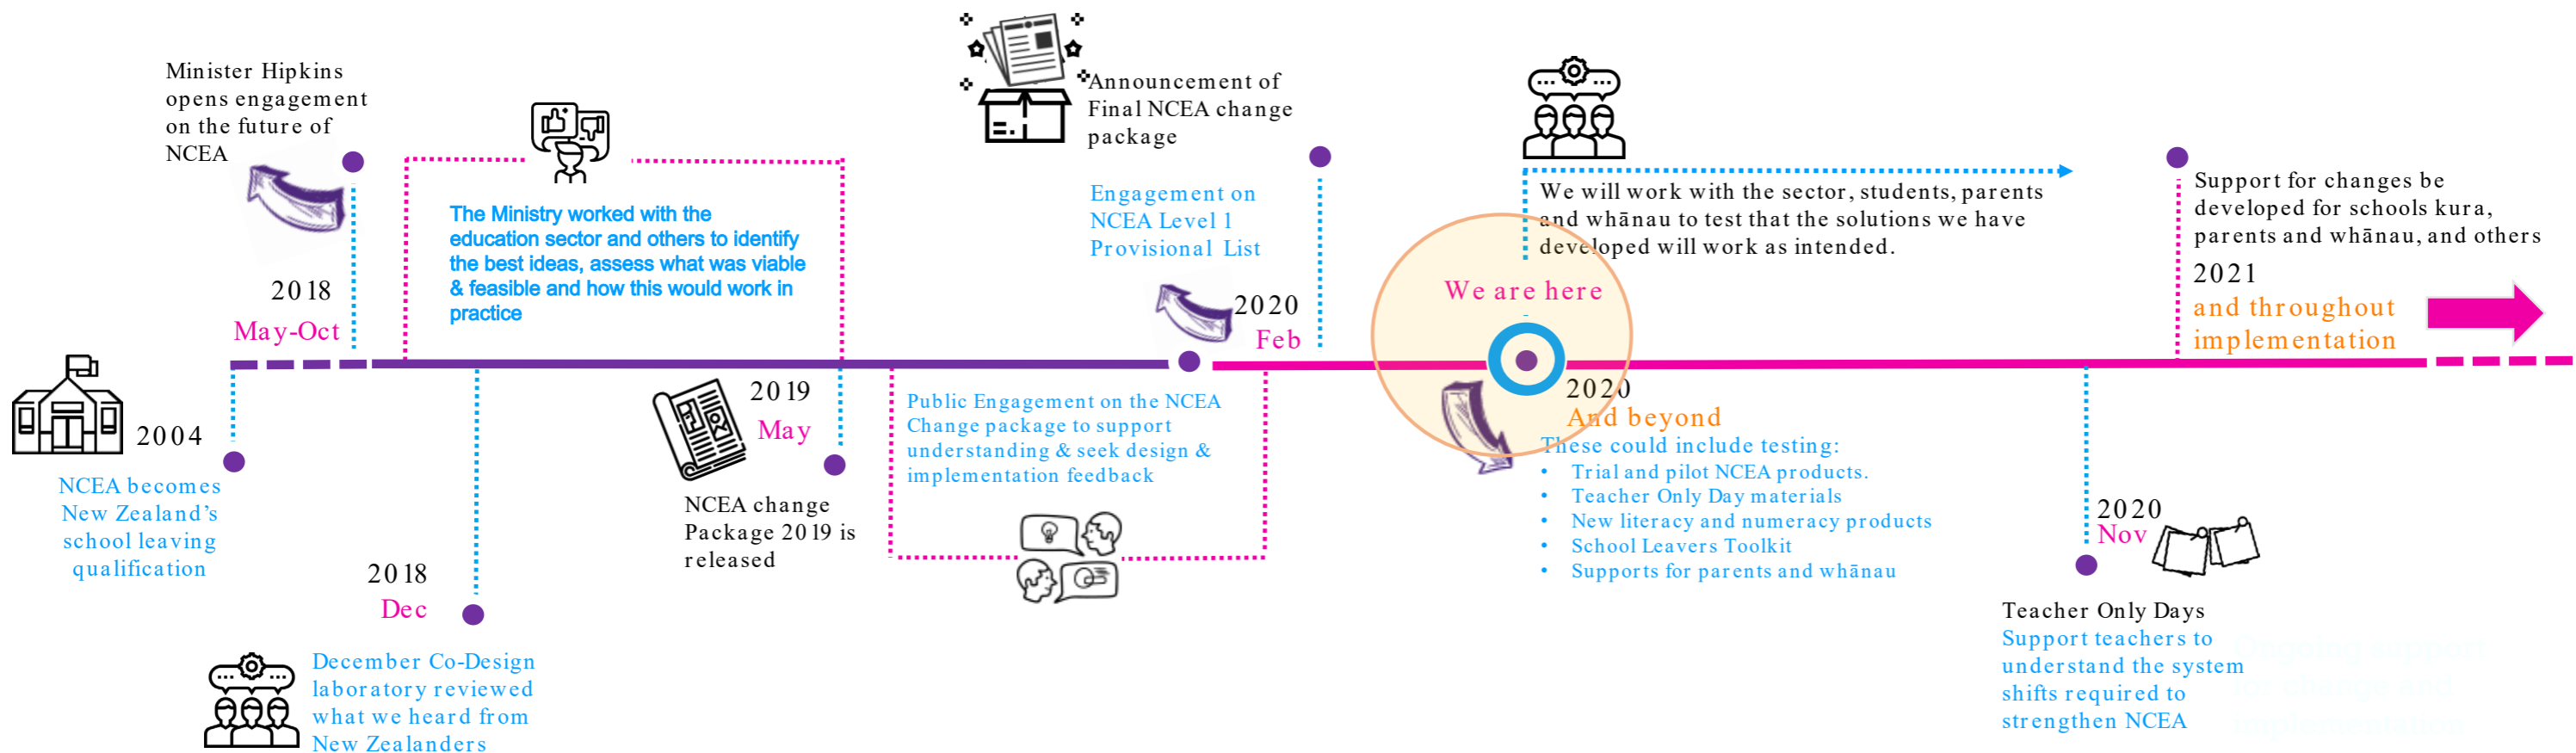 Minister Hipkins
opens engagement
on the future of
NCEA
2018
May-Oct
2004
NCEA becomes
New Zealand's
school leaving
qualification
2018
Dec
December Co-Design
laboratory reviewed
what we heard from
New Zealanders
The Ministry worked with the
education sector and others to identify
the best ideas, assess what was viable
& feasible and how this would work in
practice
2019
May
NCEA change
Package 2019 is
released
Public Engagement on the NCEA
Change package to support
understanding & seek design &
implementation feedback
Announcement of
Final NCEA change
package
Engagement on
NCEA Level 1
Provisional List
2020
Feb
We will work with the sector, students, parents
and whānau to test that the solutions we have
developed will work as intended.
We are here
2020
And beyond
These could include testing:
• Trial and pilot NCEA products.
• Teacher Only Day materials
• New literacy and numeracy products
• School Leavers Toolkit
• Supports for parents and whānau
2020
Nov
Teacher Only Days
Support teachers to
understand the system
shifts required to
strengthen NCEA
Support for changes be
developed for schools kura,
parents and whānau, and others
2021
and throughout
implementation
Ongoing support
for change and
implementation